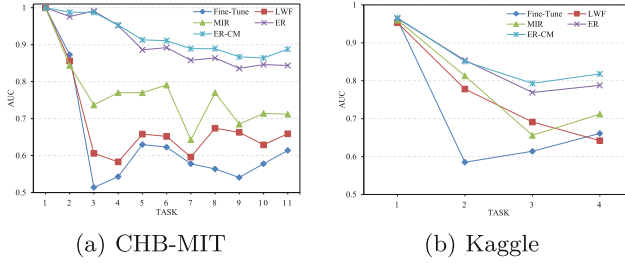 Fine-Tune LWF
MIR ER
ER-CM
AUC
1
0.9
0.8
0.7
0.6
0.5
1 2 3 4 5 6 7 8 9 10 11
TASK
(a) CHB-MIT
Fine-Tune LWF
MIR ER
ER-CM
AUC
1
0.9
0.8
0.7
0.6
0.5
1 2 3 4
TASK
(b) Kaggle